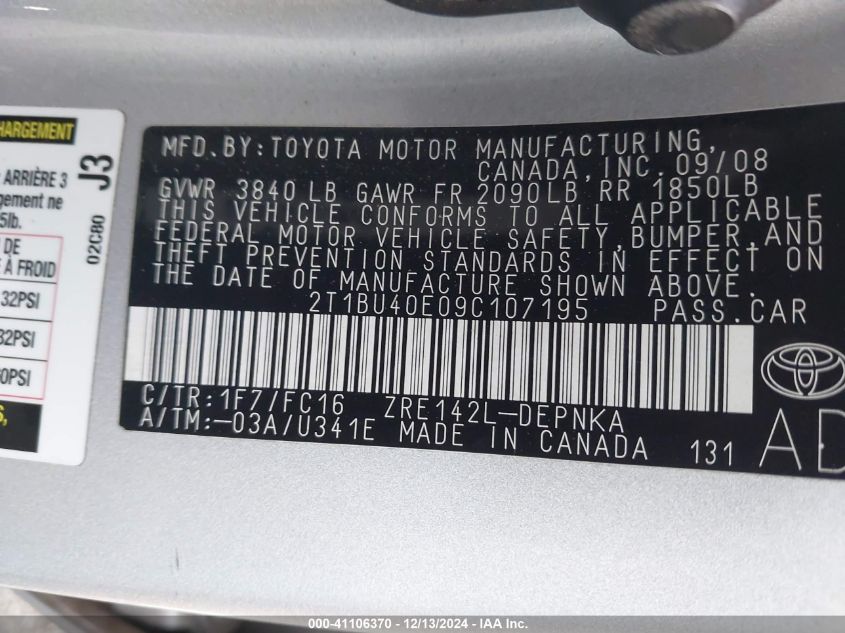 HARGEMENT
ARRIÈRE 3
gement ne
5lb.
J3
02C80
N DE
À FROID
32PSI
32PSI
60PSI
MFD.BY:TOYOTA MOTOR MANUFACTURING,
CANADA,INC.09/08
GVWR 3840 LB GAWR FR 2090LB RR 1850LB
THIS VEHICLE CONFORMS TO ALL APPLICABLE
FEDERAL MOTOR VEHICLE SAFETY,BUMPER,AND
THEFT PREVENTION STANDARDS IN EFFECT ON
THE DATE OF MANUFACTURE SHOWN ABOVE.
2T1BU40E09C107195 PASS.CAR
C/TR:1F7/FC16 ZRE142L-DEPNKA
A/TM:-03A/U341E MADE IN CANADA 131
AD
000-41106370 - 12/13/2024 - IAA Inc.